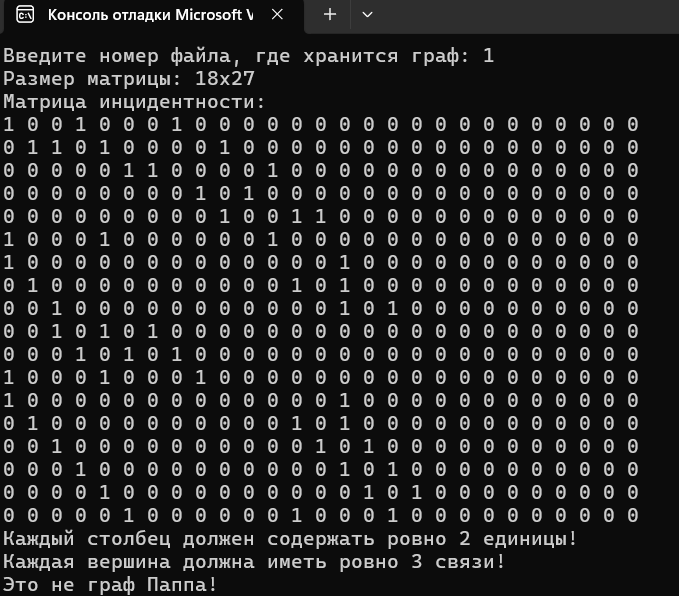 Консоль отладки Microsoft V
Введите номер файла, где хранится граф: 1
Размер матрицы: 18x27
Матрица инцидентности:
1 0 0 1 0 0 0 1 0 0 0 0 0 0 0 0 0 0 0 0 0 0 0 0 0 0 0
0 1 1 0 1 0 0 0 0 1 0 0 0 0 0 0 0 0 0 0 0 0 0 0 0 0 0
0 0 0 0 0 1 1 0 0 0 0 1 0 0 0 0 0 0 0 0 0 0 0 0 0 0 0
0 0 0 0 0 0 0 0 1 0 1 0 0 0 0 0 0 0 0 0 0 0 0 0 0 0 0
0 0 0 0 0 0 0 0 0 1 0 0 1 1 0 0 0 0 0 0 0 0 0 0 0 0 0
1 0 0 0 1 0 0 0 0 0 0 1 0 0 0 0 0 0 0 0 0 0 0 0 0 0 0
1 0 0 0 0 0 0 0 0 0 0 0 0 0 1 0 0 0 0 0 0 0 0 0 0 0 0
0 1 0 0 0 0 0 0 0 0 0 0 1 0 1 0 0 0 0 0 0 0 0 0 0 0 0
0 0 1 0 0 0 0 0 0 0 0 0 0 0 1 0 1 0 0 0 0 0 0 0 0 0 0
0 0 1 0 1 0 1 0 0 0 0 0 0 0 0 0 0 0 0 0 0 0 0 0 0 0 0
0 0 0 1 0 1 0 1 0 0 0 0 0 0 0 0 0 0 0 0 0 0 0 0 0 0 0
1 0 0 0 1 0 0 0 1 0 0 0 0 0 0 0 0 0 0 0 0 0 0 0 0 0 0
1 0 0 0 0 0 0 0 0 0 0 0 0 0 1 0 0 0 0 0 0 0 0 0 0 0 0
0 1 0 0 0 0 0 0 0 0 0 0 1 0 1 0 0 0 0 0 0 0 0 0 0 0 0
0 0 1 0 0 0 0 0 0 0 0 0 0 1 0 1 0 0 0 0 0 0 0 0 0 0 0
0 0 0 1 0 0 0 0 0 0 0 0 0 0 1 0 1 0 0 0 0 0 0 0 0 0 0
0 0 0 0 1 0 0 0 0 0 0 0 0 0 0 1 0 1 0 0 0 0 0 0 0 0 0
0 0 0 0 0 1 0 0 0 0 0 0 1 0 0 0 1 0 0 0 0 0 0 0 0 0 0
Каждый столбец должен содержать ровно 2 единицы!
Каждая вершина должна иметь ровно 3 связи!
Это не граф Паппа!